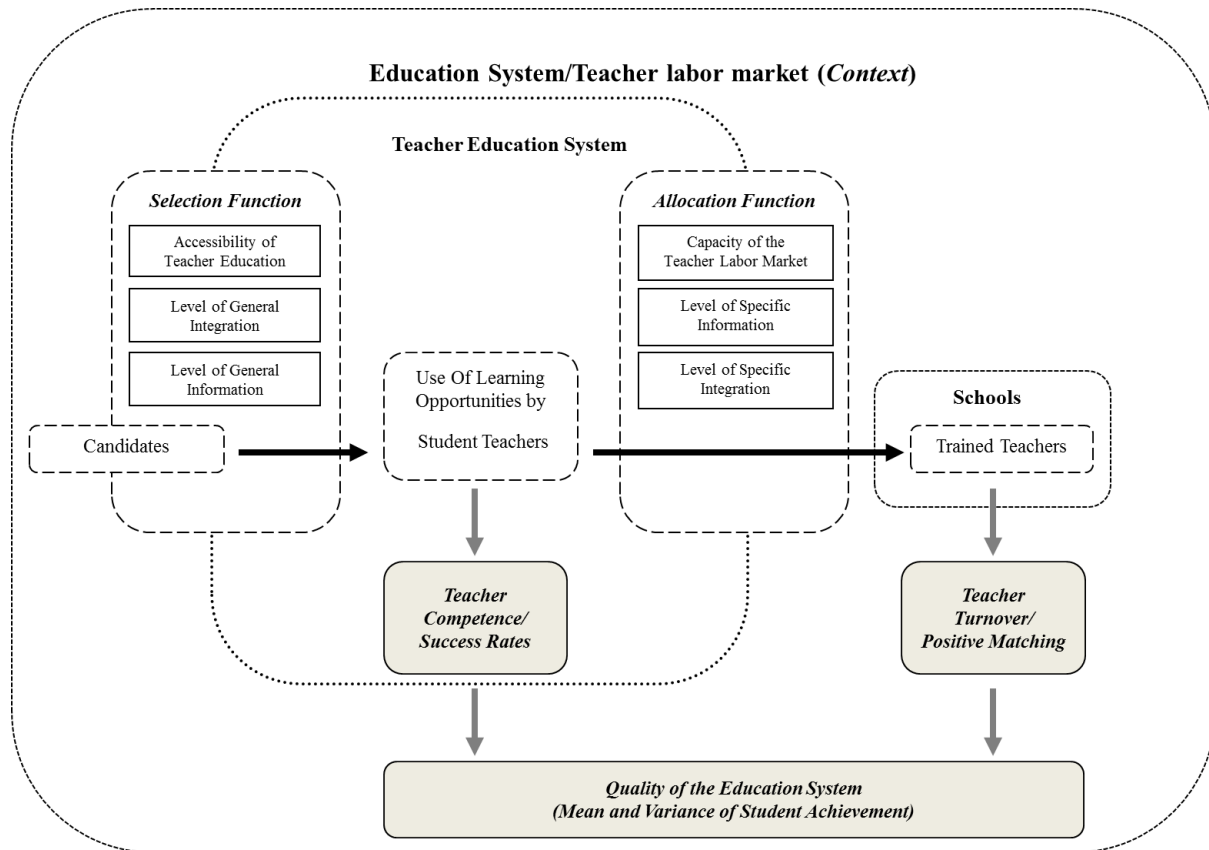 Education System/Teacher labor market (Context)
Teacher Education System
Selection Function
Accessibility of
Teacher Education
Level of General
Integration
Level of General
Information
Candidates
Use Of Learning
Opportunities by
Student Teachers
Allocation Function
Capacity of the
Teacher Labor Market
Level of Specific
Information
Level of Specific
Integration
Schools
Trained Teachers
Teacher
Competence/
Success Rates
Teacher
Turnover/
Positive Matching
Quality of the Education System
(Mean and Variance of Student Achievement)